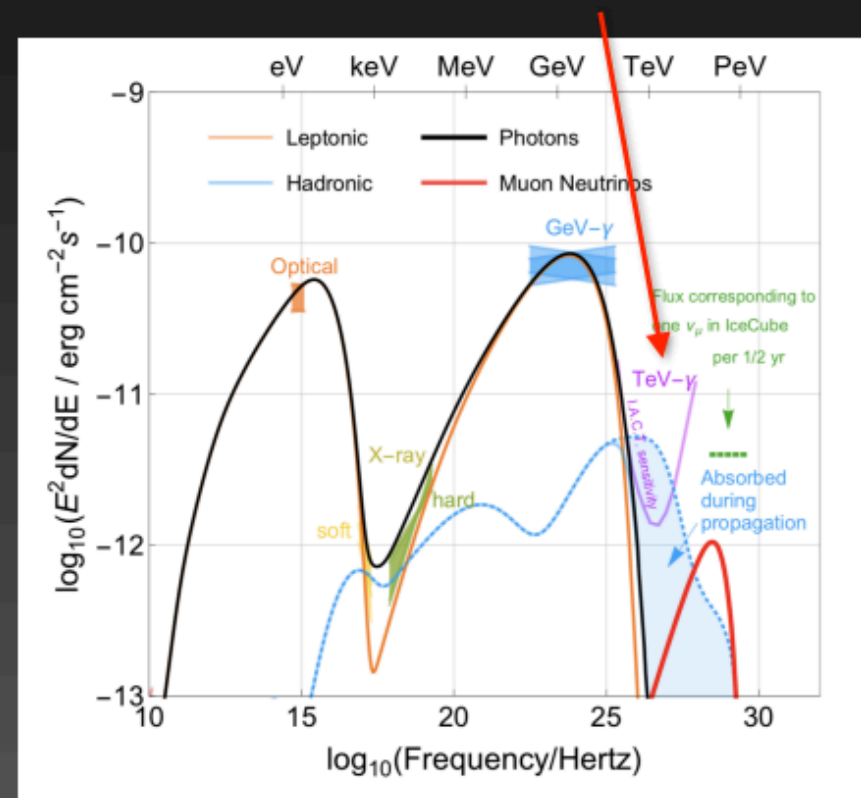 eV keV MeV GeV TeV PeV
-9
Leptonic Photons
Hadronic Muon Neutrinos
-10
GeV-γ
Optical
Flux corresponding to
one νμ in IceCube
per 1/2 yr
-11
TeV-γ
I.A.C.T. sensitivity
X-ray
hard
Absorbed
during
propagation
soft
-12
-13
10 15 20 25 30
log₁₀(Frequency/Hertz)
log₁₀(E²dN/dE / erg cm⁻²s⁻¹)